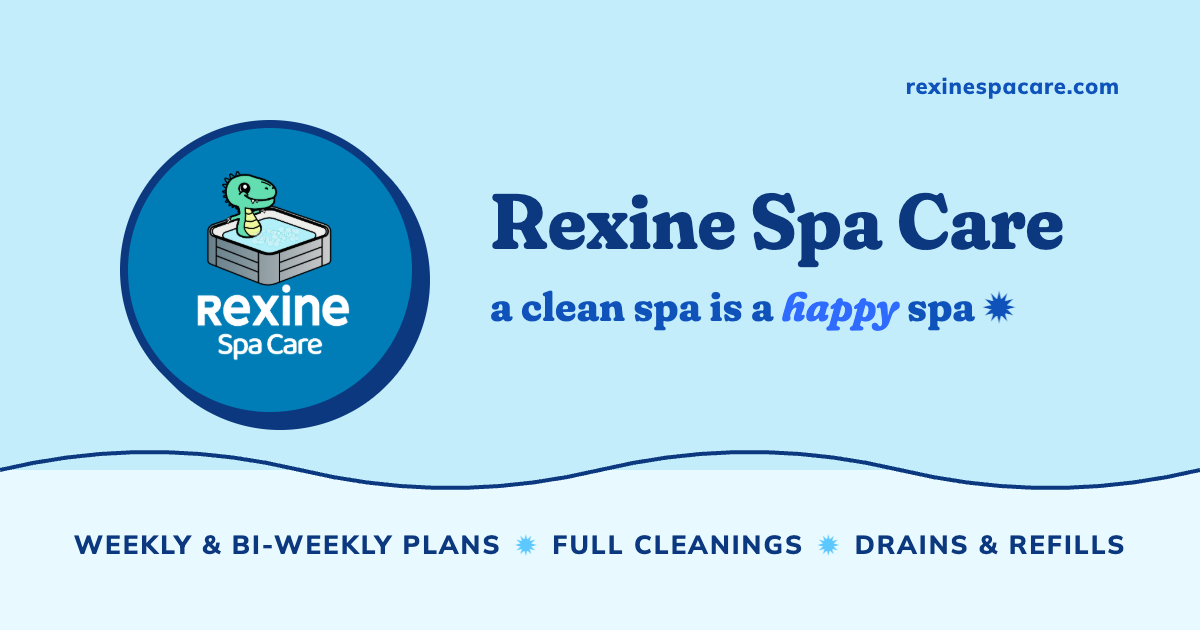 rexinespacare.com
Rexine
Spa Care
Rexine Spa Care
a clean spa is a happy spa
WEEKLY & BI-WEEKLY PLANS ✹ FULL CLEANINGS ✹ DRAINS & REFILLS